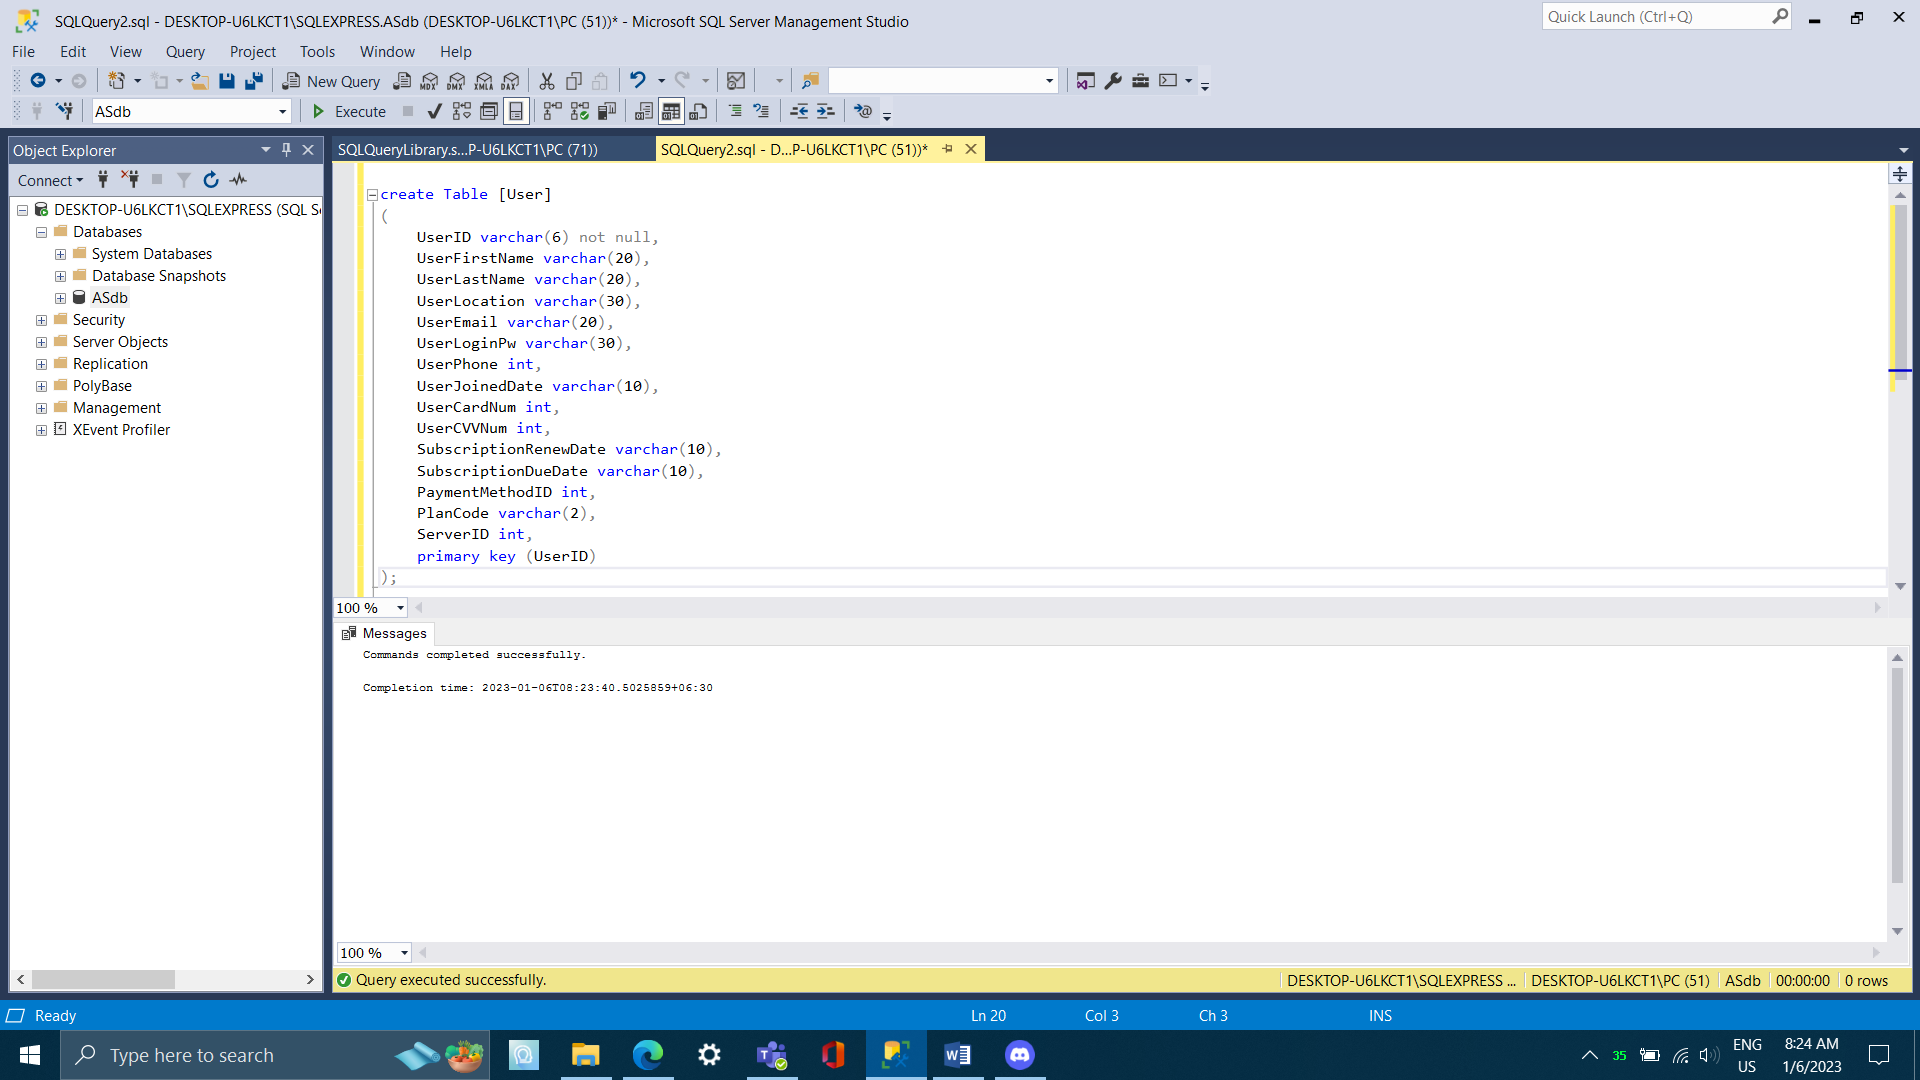 SQLQuery2.sql - DESKTOP-U6LKCT1\SQLEXPRESS.ASdb (DESKTOP-U6LKCT1\PC (51))* - Microsoft SQL Server Management Studio
Quick Launch (Ctrl+Q)
File Edit View Query Project Tools Window Help
New Query MDX DMX XMLA DAX
ASdb Execute
Object Explorer
Connect
DESKTOP-U6LKCT1\SQLEXPRESS (SQL S
Databases
System Databases
Database Snapshots
ASdb
Security
Server Objects
Replication
PolyBase
Management
XEvent Profiler
SQLQueryLibrary.s...P-U6LKCT1\PC (71))
SQLQuery2.sql - D...P-U6LKCT1\PC (51))*
create Table [User]
(
UserID varchar(6) not null,
UserFirstName varchar(20),
UserLastName varchar(20),
UserLocation varchar(30),
UserEmail varchar(20),
UserLoginPw varchar(30),
UserPhone int,
UserJoinedDate varchar(10),
UserCardNum int,
UserCVVNum int,
SubscriptionRenewDate varchar(10),
SubscriptionDueDate varchar(10),
PaymentMethodID int,
PlanCode varchar(2),
ServerID int,
primary key (UserID)
);
100 %
Messages
Commands completed successfully.
Completion time: 2023-01-06T08:23:40.5025859+06:30
100 %
Query executed successfully.
DESKTOP-U6LKCT1\SQLEXPRESS ... DESKTOP-U6LKCT1\PC (51) ASdb 00:00:00 0 rows
Ready
Ln 20 Col 3 Ch 3 INS
Type here to search
35
ENG
US
8:24 AM
1/6/2023